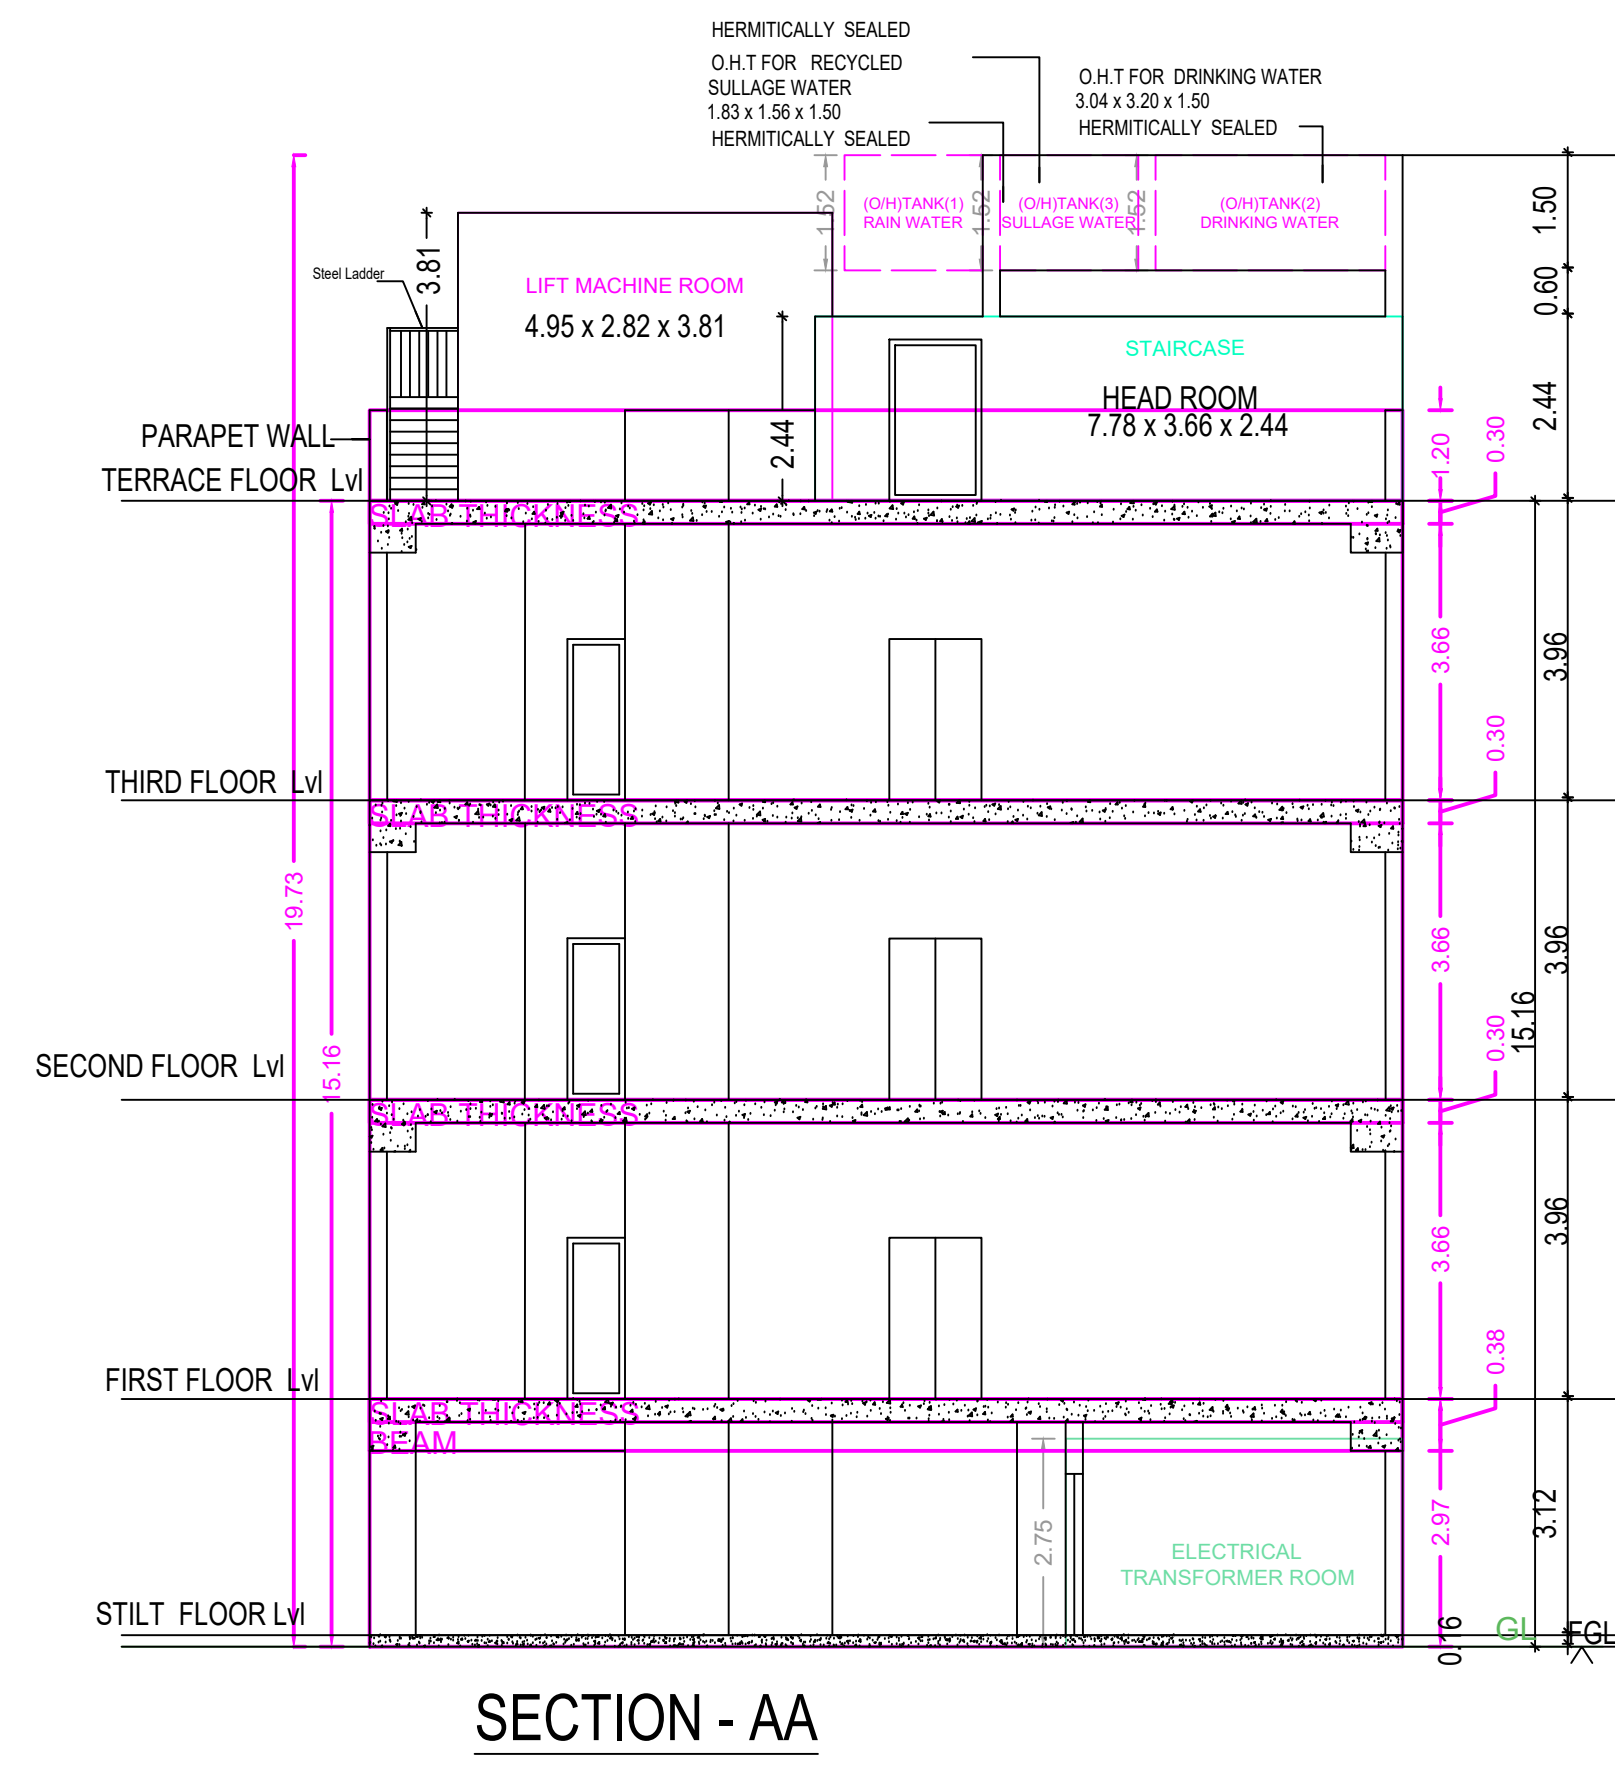 HERMITICALLY SEALED
O.H.T FOR RECYCLED
SULLAGE WATER
1.83 x 1.56 x 1.50
HERMITICALLY SEALED
O.H.T FOR DRINKING WATER
3.04 x 3.20 x 1.50
HERMITICALLY SEALED
1.52
(O/H)TANK(1)
RAIN WATER
1.52
(O/H)TANK(3)
SULLAGE WATER
1.52
(O/H)TANK(2)
DRINKING WATER
1.50
0.60
2.44
Steel Ladder
3.81
LIFT MACHINE ROOM
4.95 x 2.82 x 3.81
STAIRCASE
HEAD ROOM
7.78 x 3.66 x 2.44
2.44
PARAPET WALL
1.20
0.30
TERRACE FLOOR Lvl
SLAB THICKNESS
3.66
3.96
0.30
THIRD FLOOR Lvl
SLAB THICKNESS
19.73
3.66
3.96
15.16
0.30
15.16
SECOND FLOOR Lvl
SLAB THICKNESS
3.66
3.96
0.38
FIRST FLOOR Lvl
SLAB THICKNESS
BEAM
2.75
2.97
3.12
ELECTRICAL
TRANSFORMER ROOM
STILT FLOOR Lvl
0.16
GL
FGL
SECTION - AA